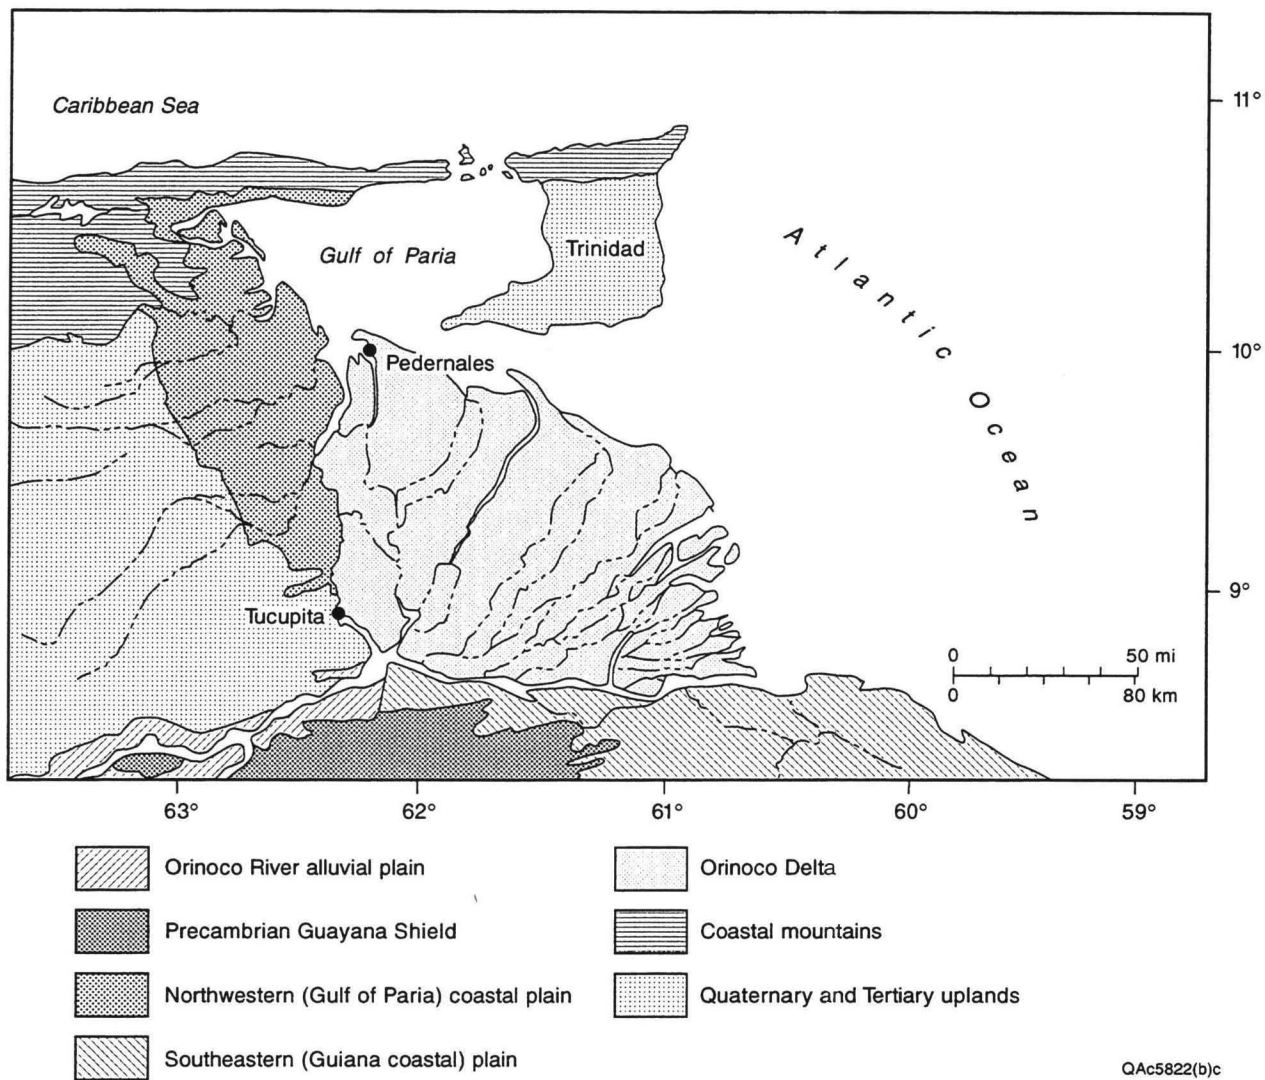 Caribbean Sea
11°
Gulf of Paria
Trinidad
Atlantic Ocean
10°
Pedernales
9°
Tucupita
0 50 mi
0 80 km
63° 62° 61° 60° 59°
Orinoco River alluvial plain
Orinoco Delta
Precambrian Guayana Shield
Coastal mountains
Northwestern (Gulf of Paria) coastal plain
Quaternary and Tertiary uplands
Southeastern (Guiana coastal) plain
QAc5822(b)c